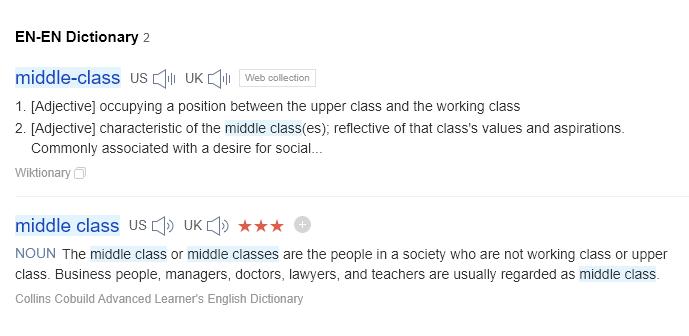 EN-EN Dictionary 2
middle-class US UK Web collection
1. [Adjective] occupying a position between the upper class and the working class
2. [Adjective] characteristic of the middle class(es); reflective of that class's values and aspirations.
Commonly associated with a desire for social...
Wiktionary
middle class US UK ★★★ +
NOUN The middle class or middle classes are the people in a society who are not working class or upper
class. Business people, managers, doctors, lawyers, and teachers are usually regarded as middle class.
Collins Cobuild Advanced Learner's English Dictionary